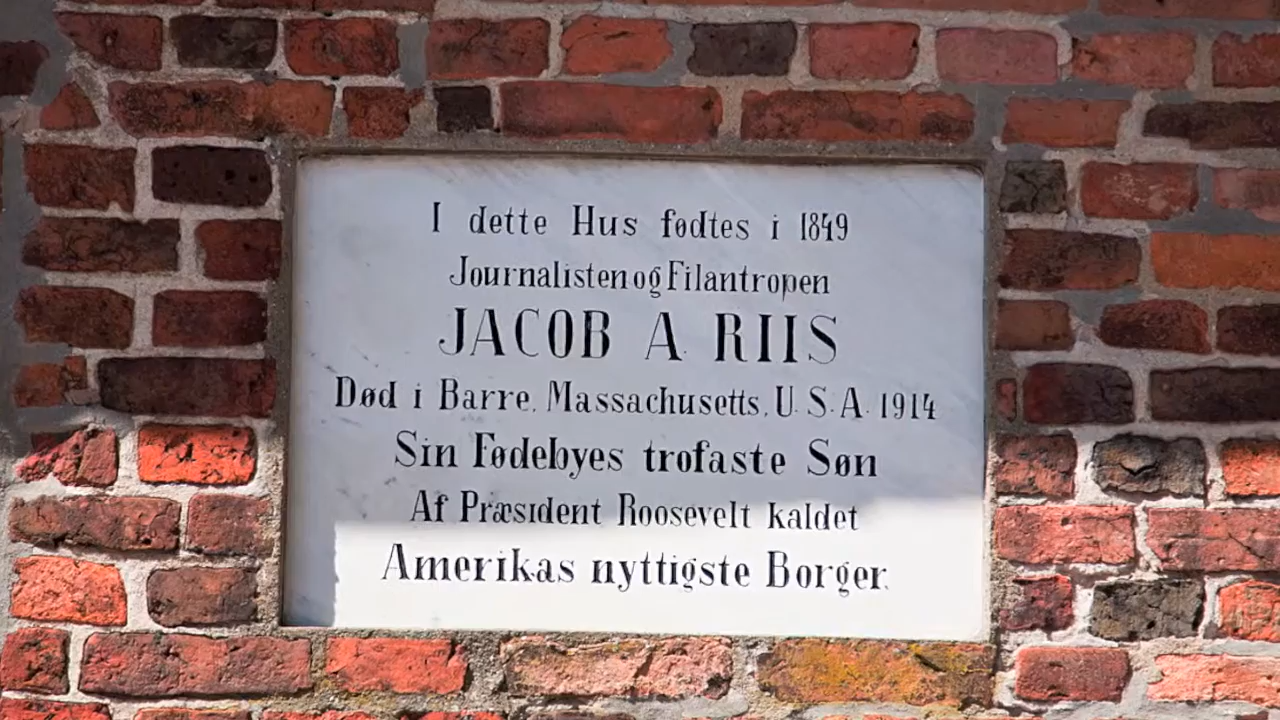 I dette Hus fødtes i 1849
Journalisten og Filantropen
JACOB A. RIIS
Død i Barre, Massachusetts, U.S.A. 1914
Sin Fødebyes trofaste Søn
Af Præsident Roosevelt kaldet
Amerikas nyttigste Borger.